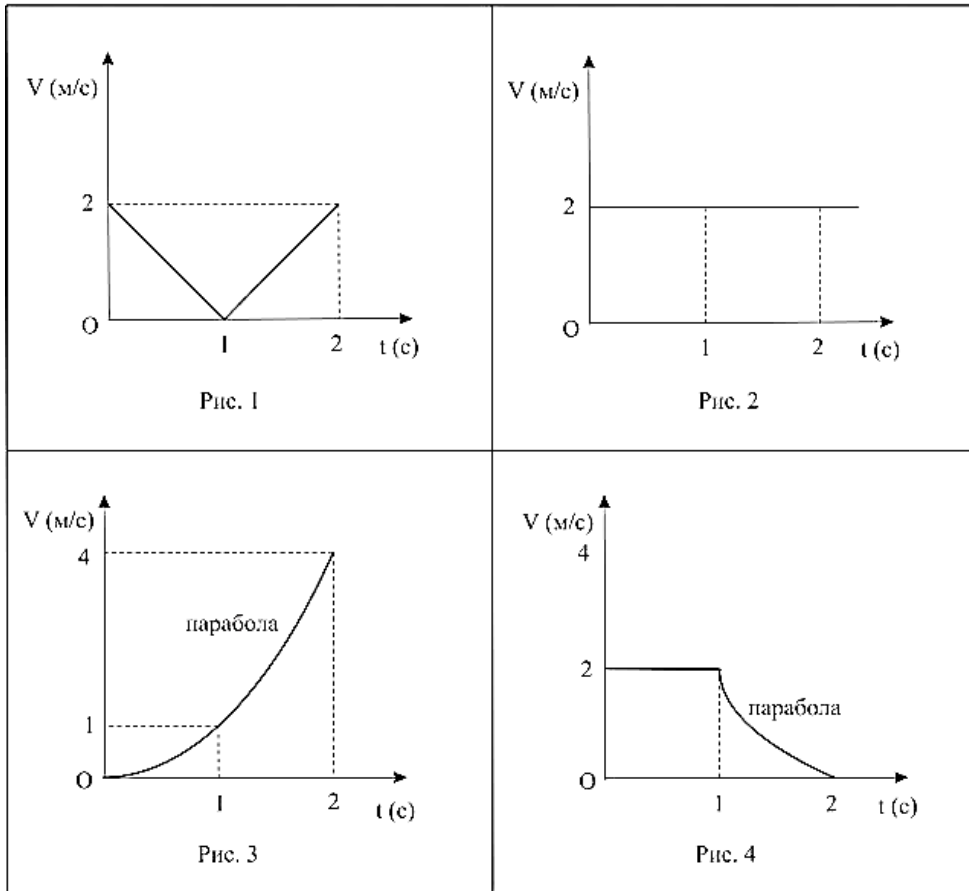 V (м/с)
2
O
1
2
t (с)
Рис. 1
V (м/с)
2
O
1
2
t (с)
Рис. 2
V (м/с)
4
парабола
1
O
1
2
t (с)
Рис. 3
V (м/с)
4
2
парабола
O
1
2
t (с)
Рис. 4